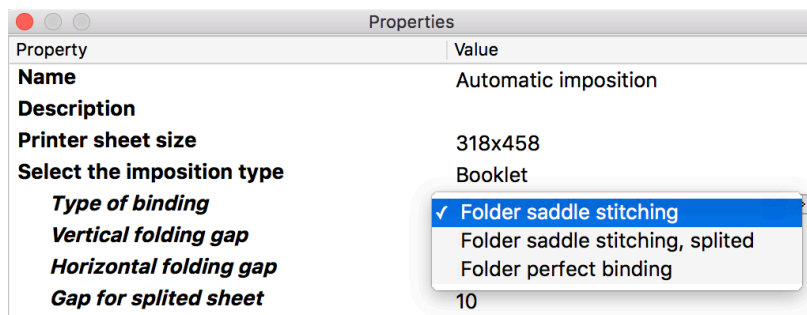 Properties
Property Value
Name Automatic imposition
Description
Printer sheet size 318x458
Select the imposition type Booklet
Type of binding ✓ Folder saddle stitching
Vertical folding gap Folder saddle stitching, splited
Horizontal folding gap Folder perfect binding
Gap for splited sheet 10